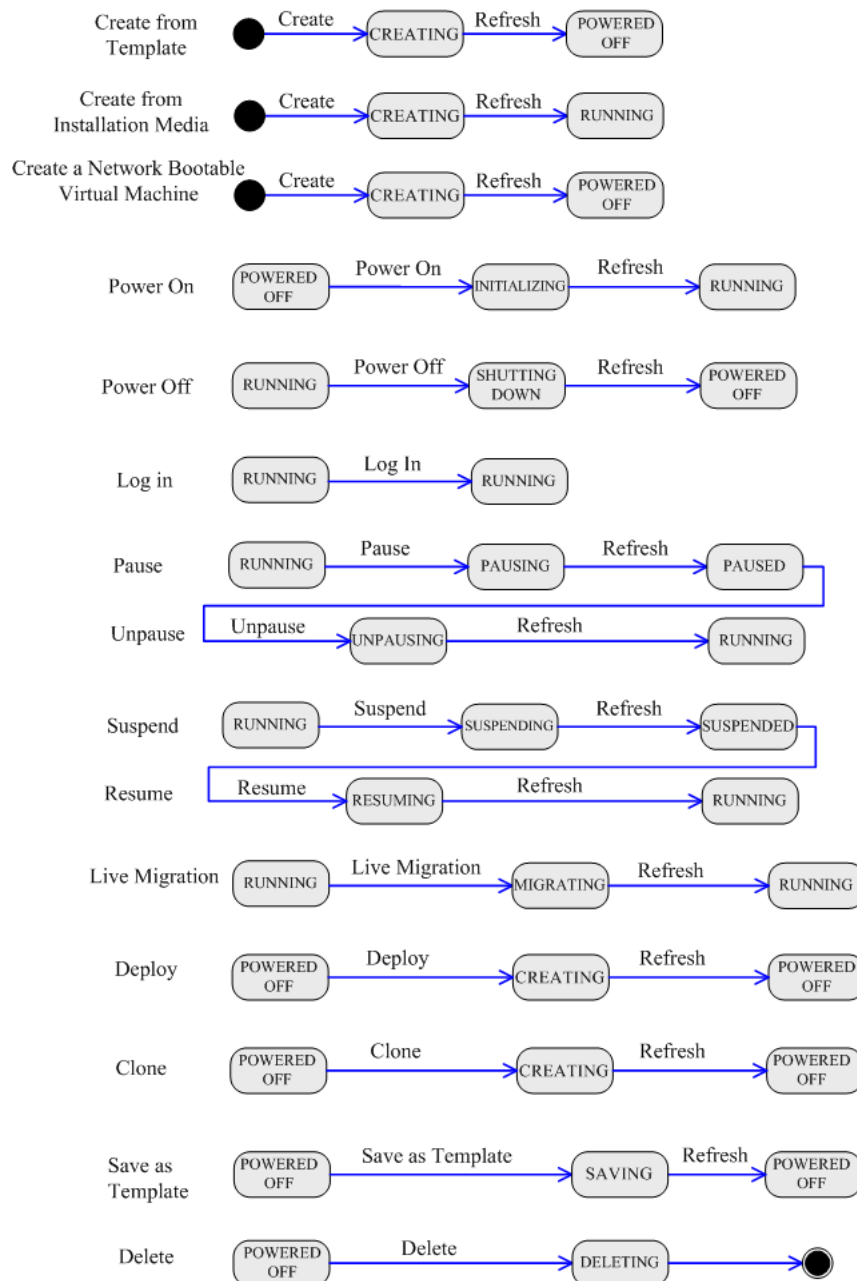 Create from
Template
Create
CREATING
Refresh
POWERED
OFF
Create from
Installation Media
Create
CREATING
Refresh
RUNNING
Create a Network Bootable
Virtual Machine
Create
CREATING
Refresh
POWERED
OFF
Power On
POWERED
OFF
Power On
INITIALIZING
Refresh
RUNNING
Power Off
RUNNING
Power Off
SHUTTING
DOWN
Refresh
POWERED
OFF
Log in
RUNNING
Log In
RUNNING
Pause
RUNNING
Pause
PAUSING
Refresh
PAUSED
Unpause
Unpause
UNPAUSING
Refresh
RUNNING
Suspend
RUNNING
Suspend
SUSPENDING
Refresh
SUSPENDED
Resume
Resume
RESUMING
Refresh
RUNNING
Live Migration
RUNNING
Live Migration
MIGRATING
Refresh
RUNNING
Deploy
POWERED
OFF
Deploy
CREATING
Refresh
POWERED
OFF
Clone
POWERED
OFF
Clone
CREATING
Refresh
POWERED
OFF
Save as
Template
POWERED
OFF
Save as Template
SAVING
Refresh
POWERED
OFF
Delete
POWERED
OFF
Delete
DELETING